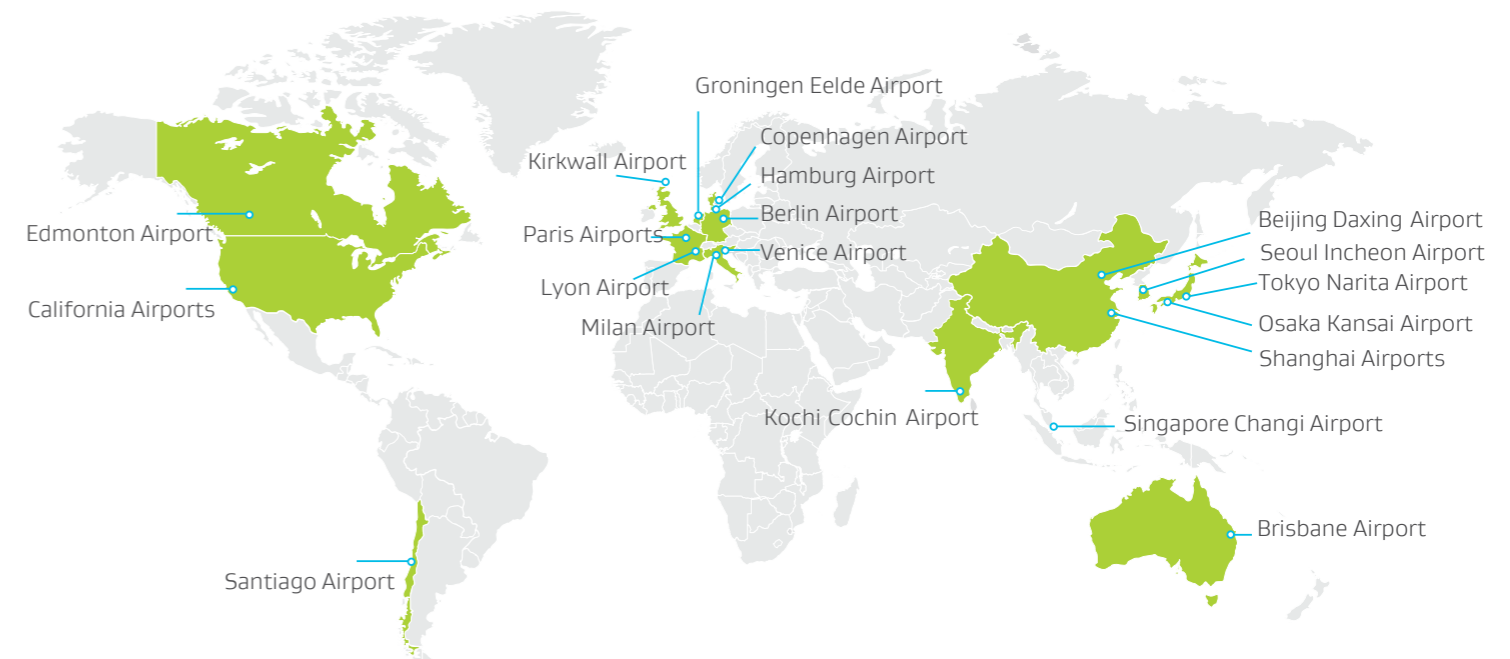 Groningen Eelde Airport
Copenhagen Airport
Kirkwall Airport
Hamburg Airport
Berlin Airport
Edmonton Airport
Paris Airports
Venice Airport
Lyon Airport
California Airports
Milan Airport
Beijing Daxing Airport
Seoul Incheon Airport
Tokyo Narita Airport
Osaka Kansai Airport
Shanghai Airports
Kochi Cochin Airport
Singapore Changi Airport
Brisbane Airport
Santiago Airport